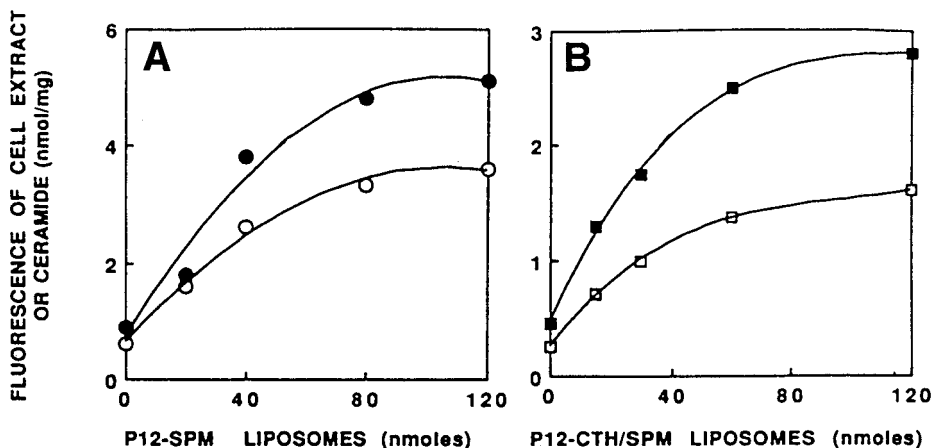 FLUORESCENCE OF CELL EXTRACT
OR CERAMIDE (nmol/mg)
A
6
4
2
0
0 40 80 120
P12-SPM LIPOSOMES (nmoles)
B
3
2
1
0
0 40 80 120
P12-CTH/SPM LIPOSOMES (nmoles)